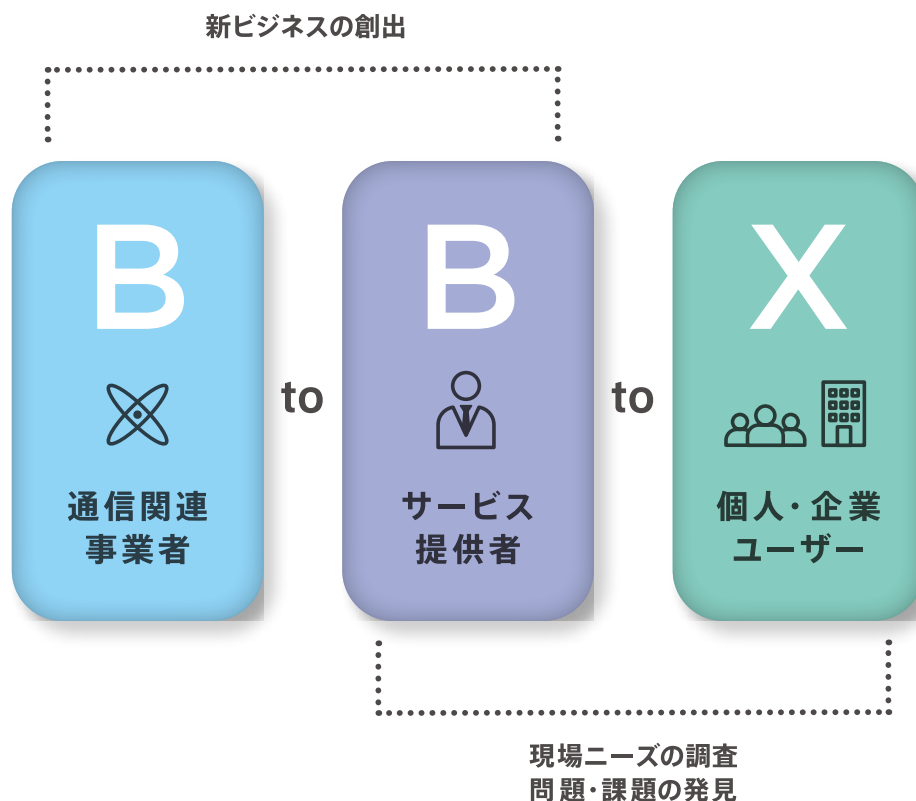 新ビジネスの創出
B
to
B
to
X
通信関連
事業者
サービス
提供者
個人・企業
ユーザー
現場ニーズの調査
問題・課題の発見